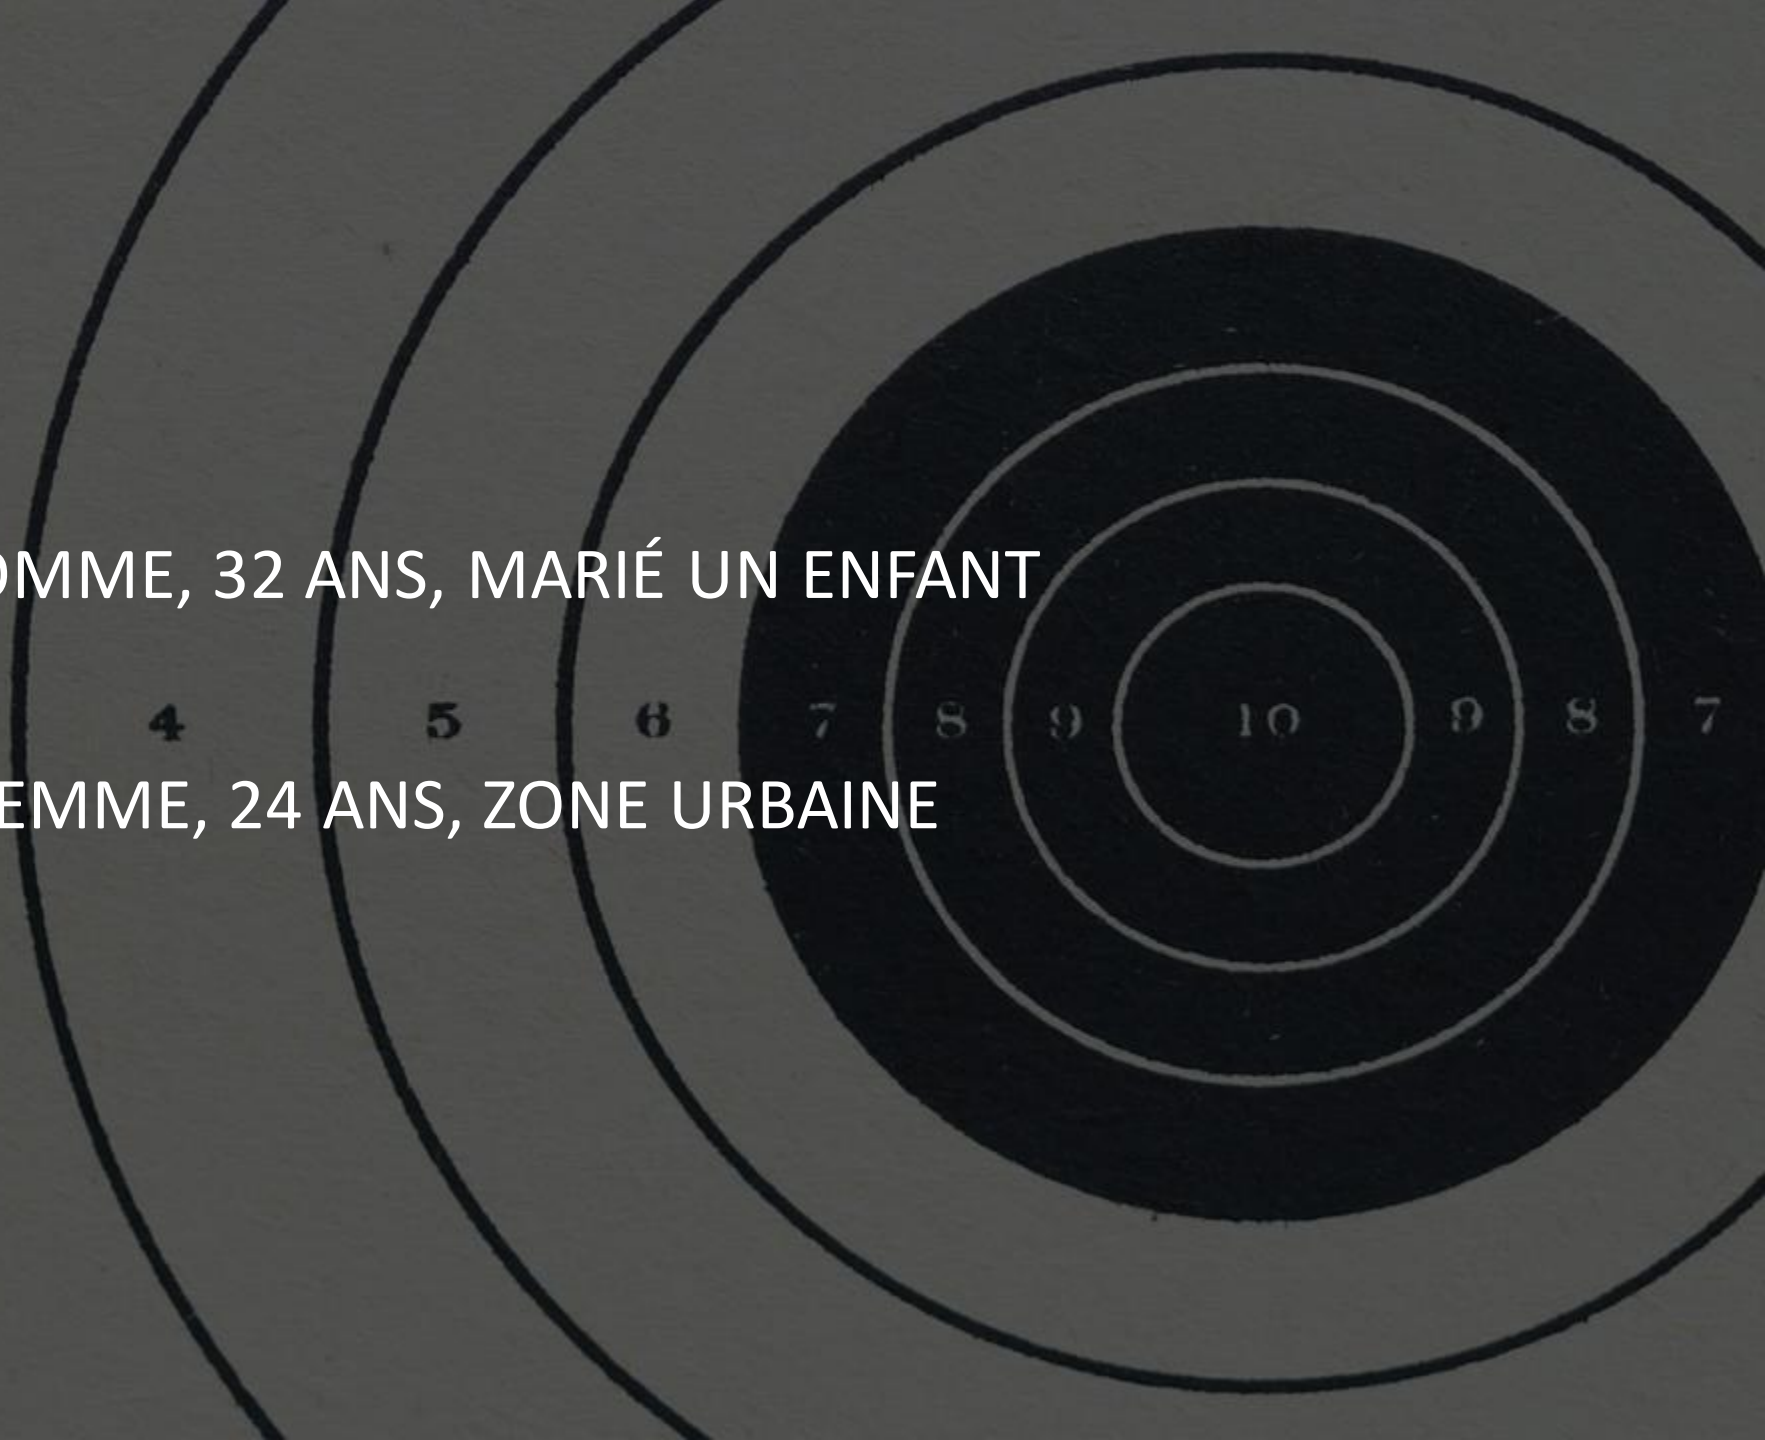 OMME, 32 ANS, MARIÉ UN ENFANT
4 5 6 7 8 9 10 9 8 7
EMME, 24 ANS, ZONE URBAINE